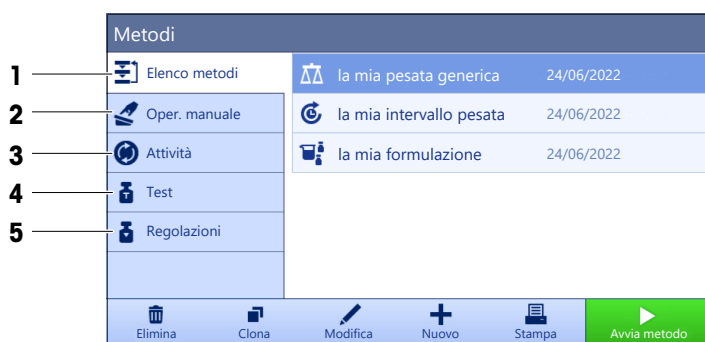 Metodi
1 Elenco metodi
la mia pesata generica 24/06/2022
2 Oper. manuale
la mia intervallo pesata 24/06/2022
3 Attività
la mia formulazione 24/06/2022
4 Test
5 Regolazioni
Elimina Clona Modifica Nuovo Stampa Avvia metodo